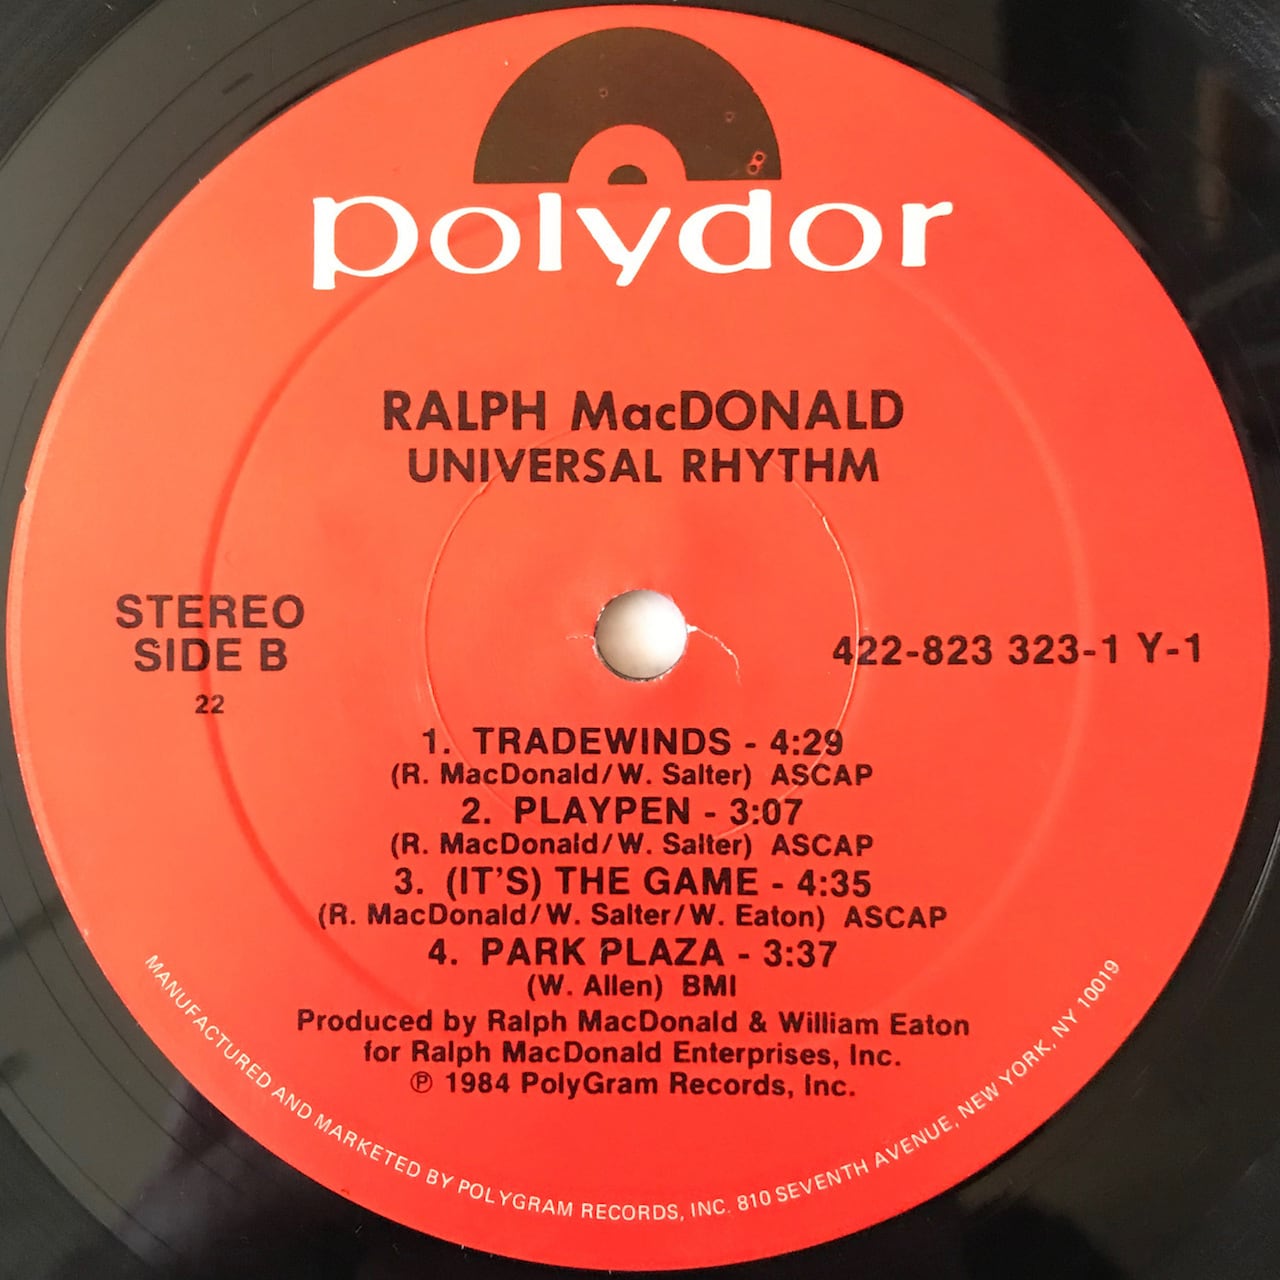 polydor
RALPH MacDONALD
UNIVERSAL RHYTHM
STEREO
SIDE B
22
422-823 323-1 Y-1
1. TRADEWINDS - 4:29
(R. MacDonald/W. Salter) ASCAP
2. PLAYPEN - 3:07
(R. MacDonald/W. Salter) ASCAP
3. (IT'S) THE GAME - 4:35
(R. MacDonald/W. Salter/W. Eaton) ASCAP
4. PARK PLAZA - 3:37
(W. Allen) BMI
Produced by Ralph MacDonald & William Eaton
for Ralph MacDonald Enterprises, Inc.
℗ 1984 PolyGram Records, Inc.
MANUFACTURED AND MARKETED BY POLYGRAM RECORDS, INC. 810 SEVENTH AVENUE, NEW YORK, NY 10019